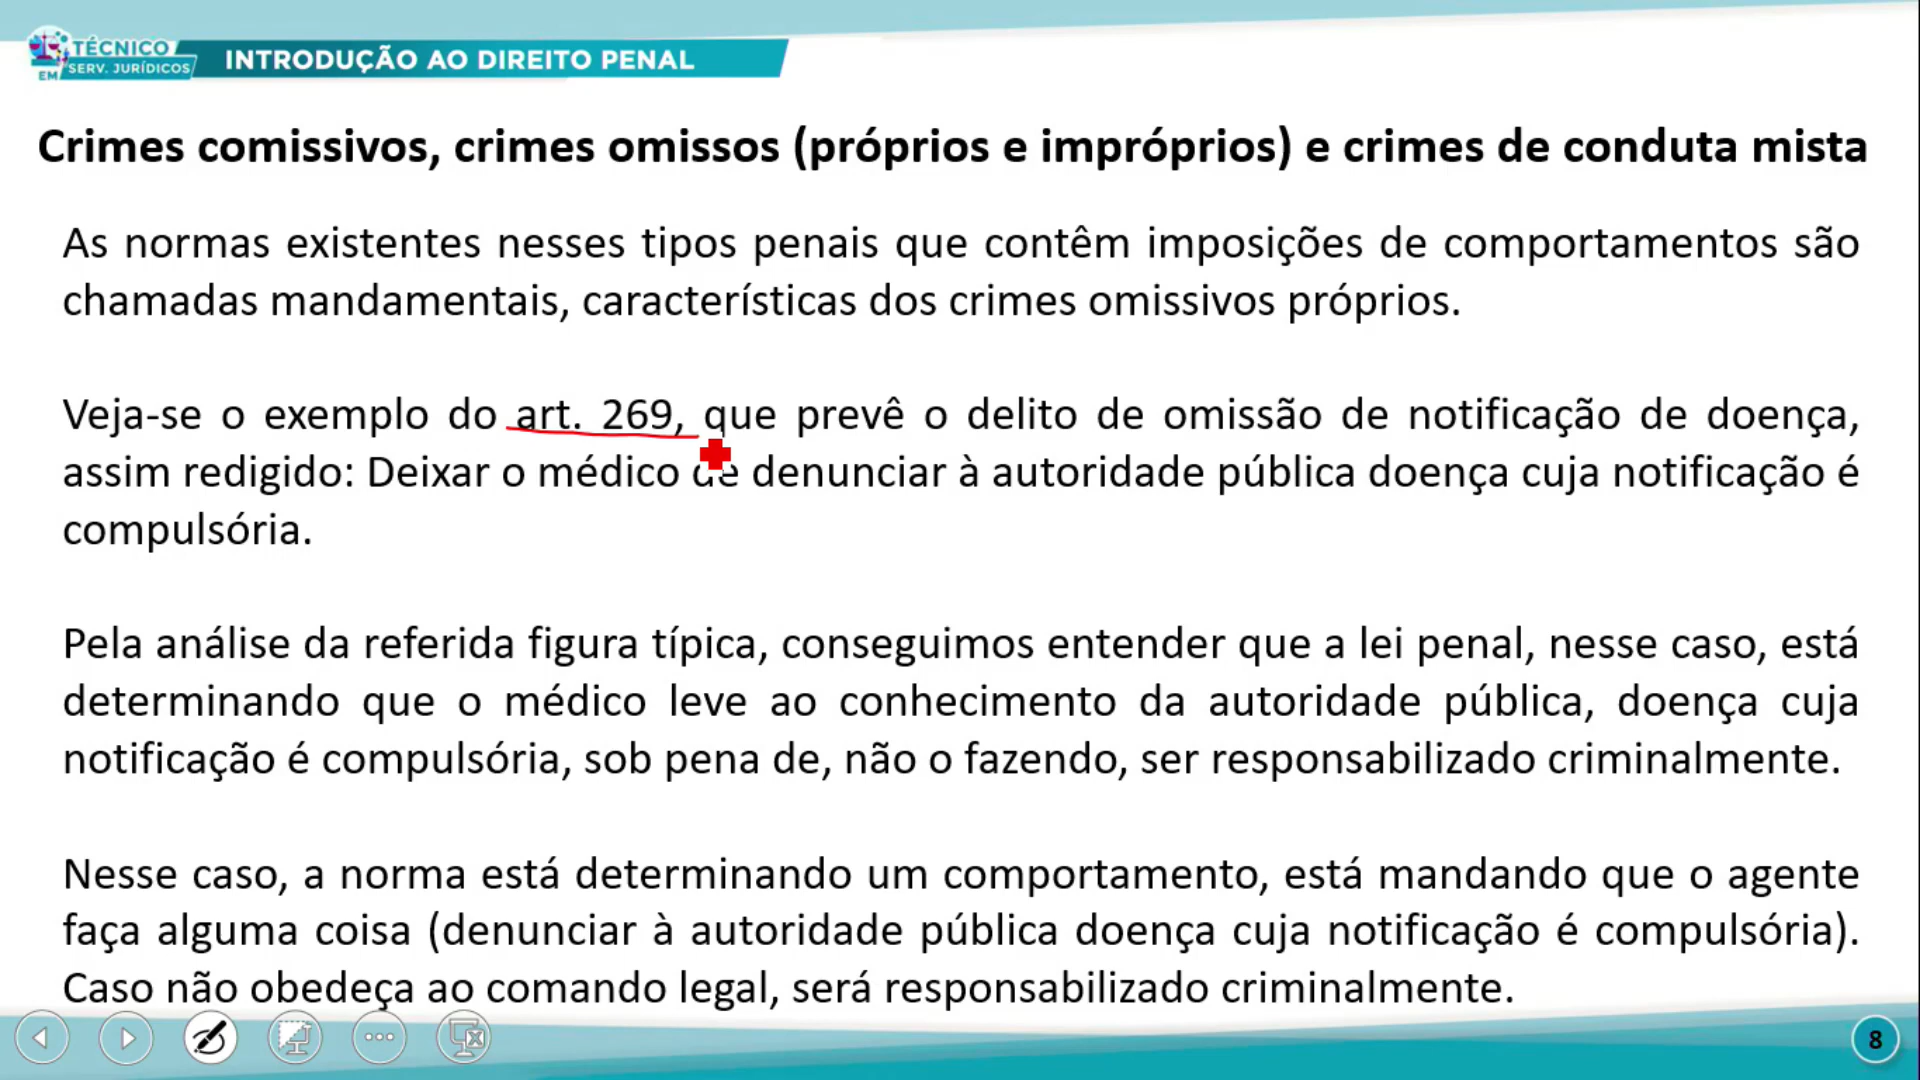 TÉCNICO
EM SERV. JURÍDICOS
INTRODUÇÃO AO DIREITO PENAL
Crimes comissivos, crimes omissos (próprios e impróprios) e crimes de conduta mista
As normas existentes nesses tipos penais que contêm imposições de comportamentos são
chamadas mandamentais, características dos crimes omissivos próprios.
Veja-se o exemplo do art. 269, que prevê o delito de omissão de notificação de doença,
assim redigido: Deixar o médico de denunciar à autoridade pública doença cuja notificação é
compulsória.
Pela análise da referida figura típica, conseguimos entender que a lei penal, nesse caso, está
determinando que o médico leve ao conhecimento da autoridade pública, doença cuja
notificação é compulsória, sob pena de, não o fazendo, ser responsabilizado criminalmente.
Nesse caso, a norma está determinando um comportamento, está mandando que o agente
faça alguma coisa (denunciar à autoridade pública doença cuja notificação é compulsória).
Caso não obedeça ao comando legal, será responsabilizado criminalmente.
8